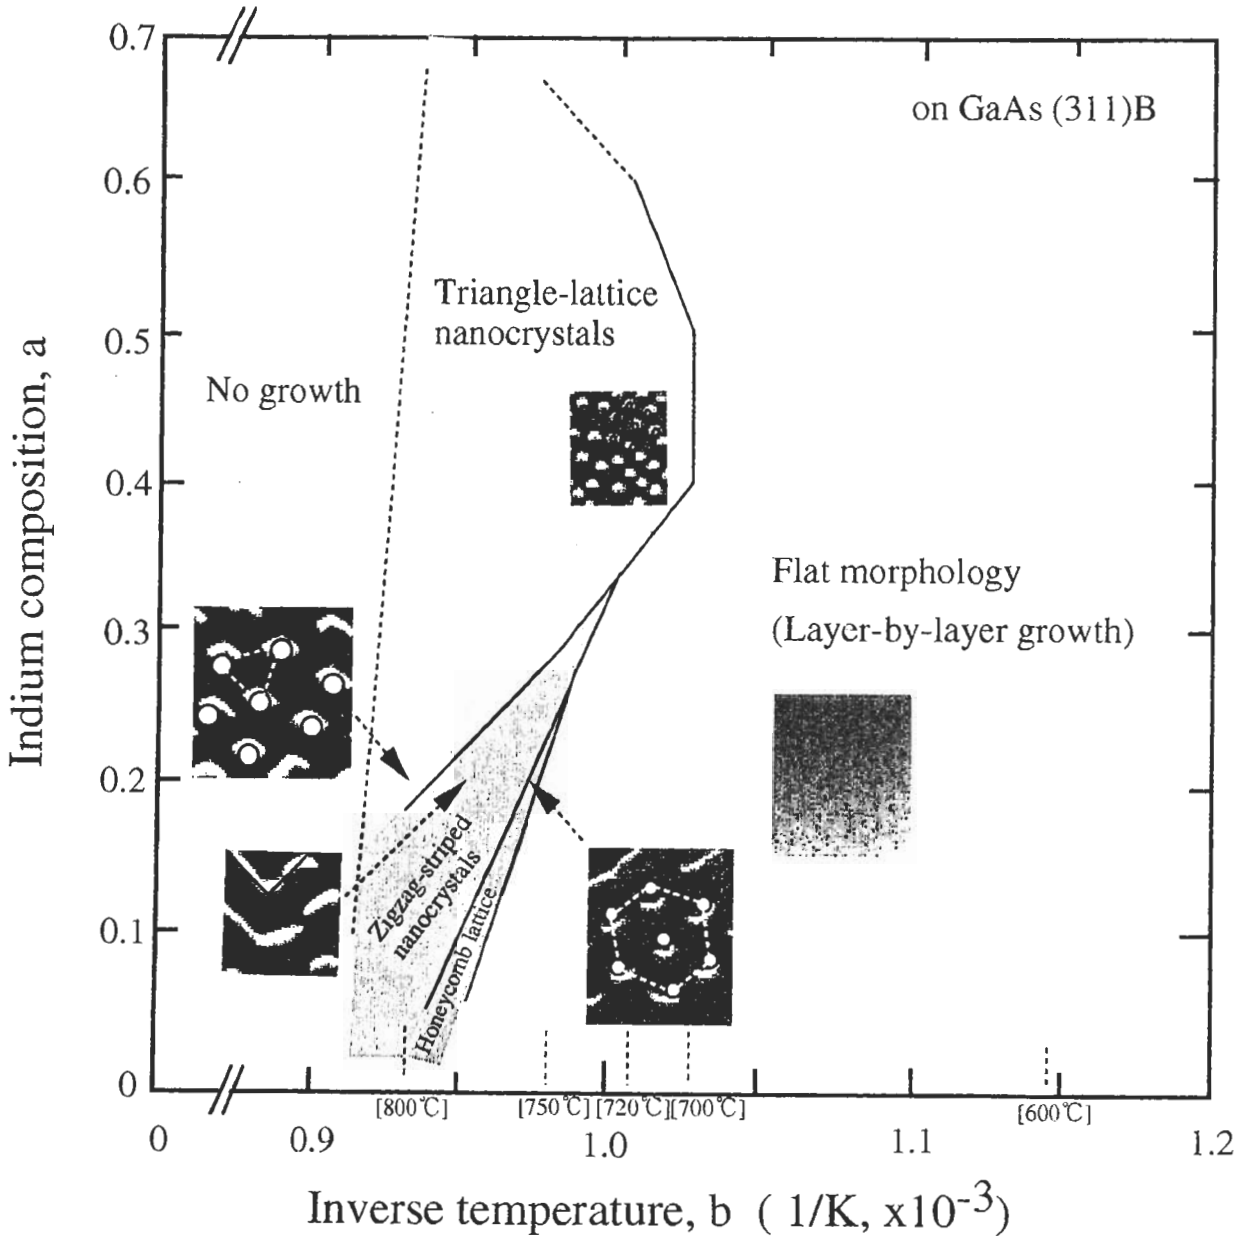 0.7
on GaAs (311)B
0.6
Triangle-lattice
nanocrystals
0.5
No growth
0.4
Flat morphology
(Layer-by-layer growth)
0.3
0.2
Zigzag-striped
nanocrystals
Honeycomb lattice
0.1
0
Indium composition, a
[800℃] [750℃] [720℃][700℃] [600℃]
0 0.9 1.0 1.1 1.2
Inverse temperature, b ( 1/K, x10-3)